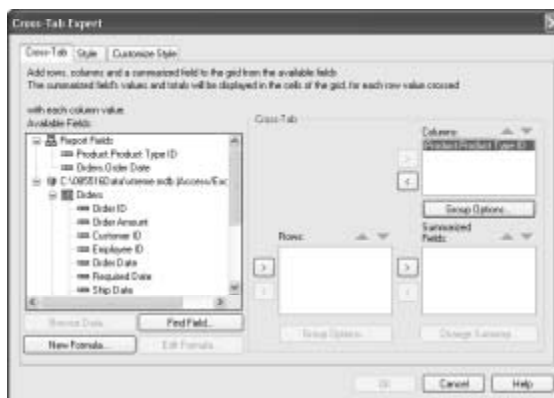 Cross-Tab Expert
Cross-Tab Style Customize Style
Add rows, columns and a summarized field to the grid from the available fields
The summarized field's values and totals will be displayed in the cells of the grid, for each row value crossed
with each column value.
Available Fields:
Cross-Tab
Report Fields
Product.Product Type ID
Orders.Order Date
(Access/Exc
Orders
Order ID
Order Amount
Customer ID
Employee ID
Order Date
Required Date
Ship Date
Browse Data...
Find Field...
New Formula...
Edit Formula...
Columns:
Product.Product Type ID
Group Options...
Rows:
Summarized
Fields:
Group Options...
Change Summary...
OK
Cancel
Help